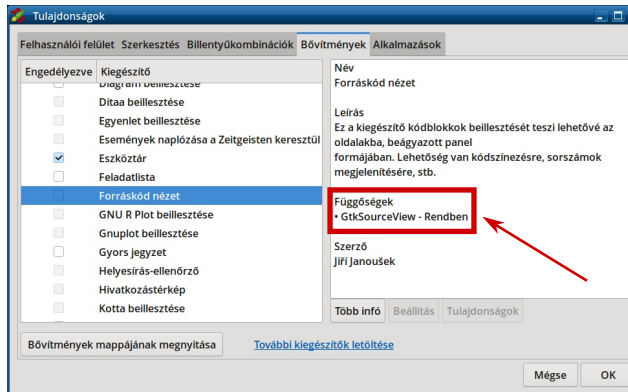 Tulajdonságok
Felhasználói felület Szerkesztés Billentyűkombinációk Bővítmények Alkalmazások
Engedélyezve Kiegészítő
Diagram beillesztése
Ditaa beillesztése
Egyenlet beillesztése
Események naplózása a Zeitgeisten keresztül
Eszköztár
Feladatlista
Forráskód nézet
GNU R Plot beillesztése
Gnuplot beillesztése
Gyors jegyzet
Helyesírás-ellenőrző
Hivatkozástérkép
Kotta beillesztése
Név
Forráskód nézet
Leírás
Ez a kiegészítő kódblokkok beillesztését teszi lehetővé az
oldalakba, beágyazott panel
formájában. Lehetőség van kódszínezésre, sorszámok
megjelenítésére, stb.
Függőségek
• GtkSourceView - Rendben
Szerző
Jiří Janoušek
Több infó Beállítás Tulajdonságok
Bővítmények mappájának megnyitása További kiegészítők letöltése
Mégse OK